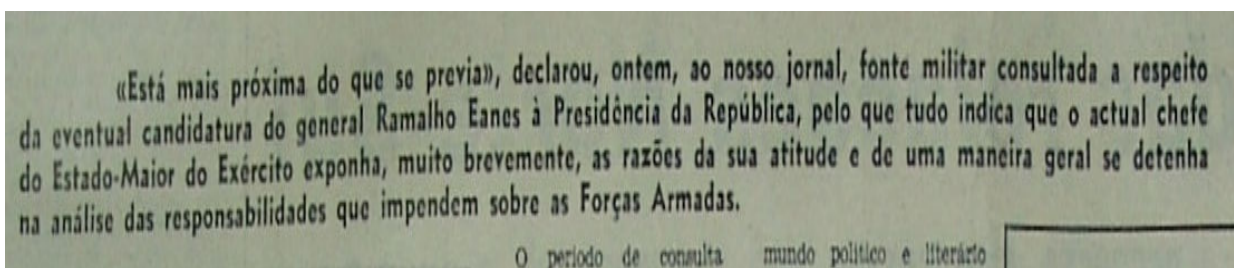 «Está mais próxima do que se previa», declarou, ontem, ao nosso jornal, fonte militar consultada a respeito
da eventual candidatura do general Ramalho Eanes à Presidência da República, pelo que tudo indica que o actual chefe
do Estado-Maior do Exército exponha, muito brevemente, as razões da sua atitude e de uma maneira geral se detenha
na análise das responsabilidades que impendem sobre as Forças Armadas.
O período de consulta
mundo político e literário